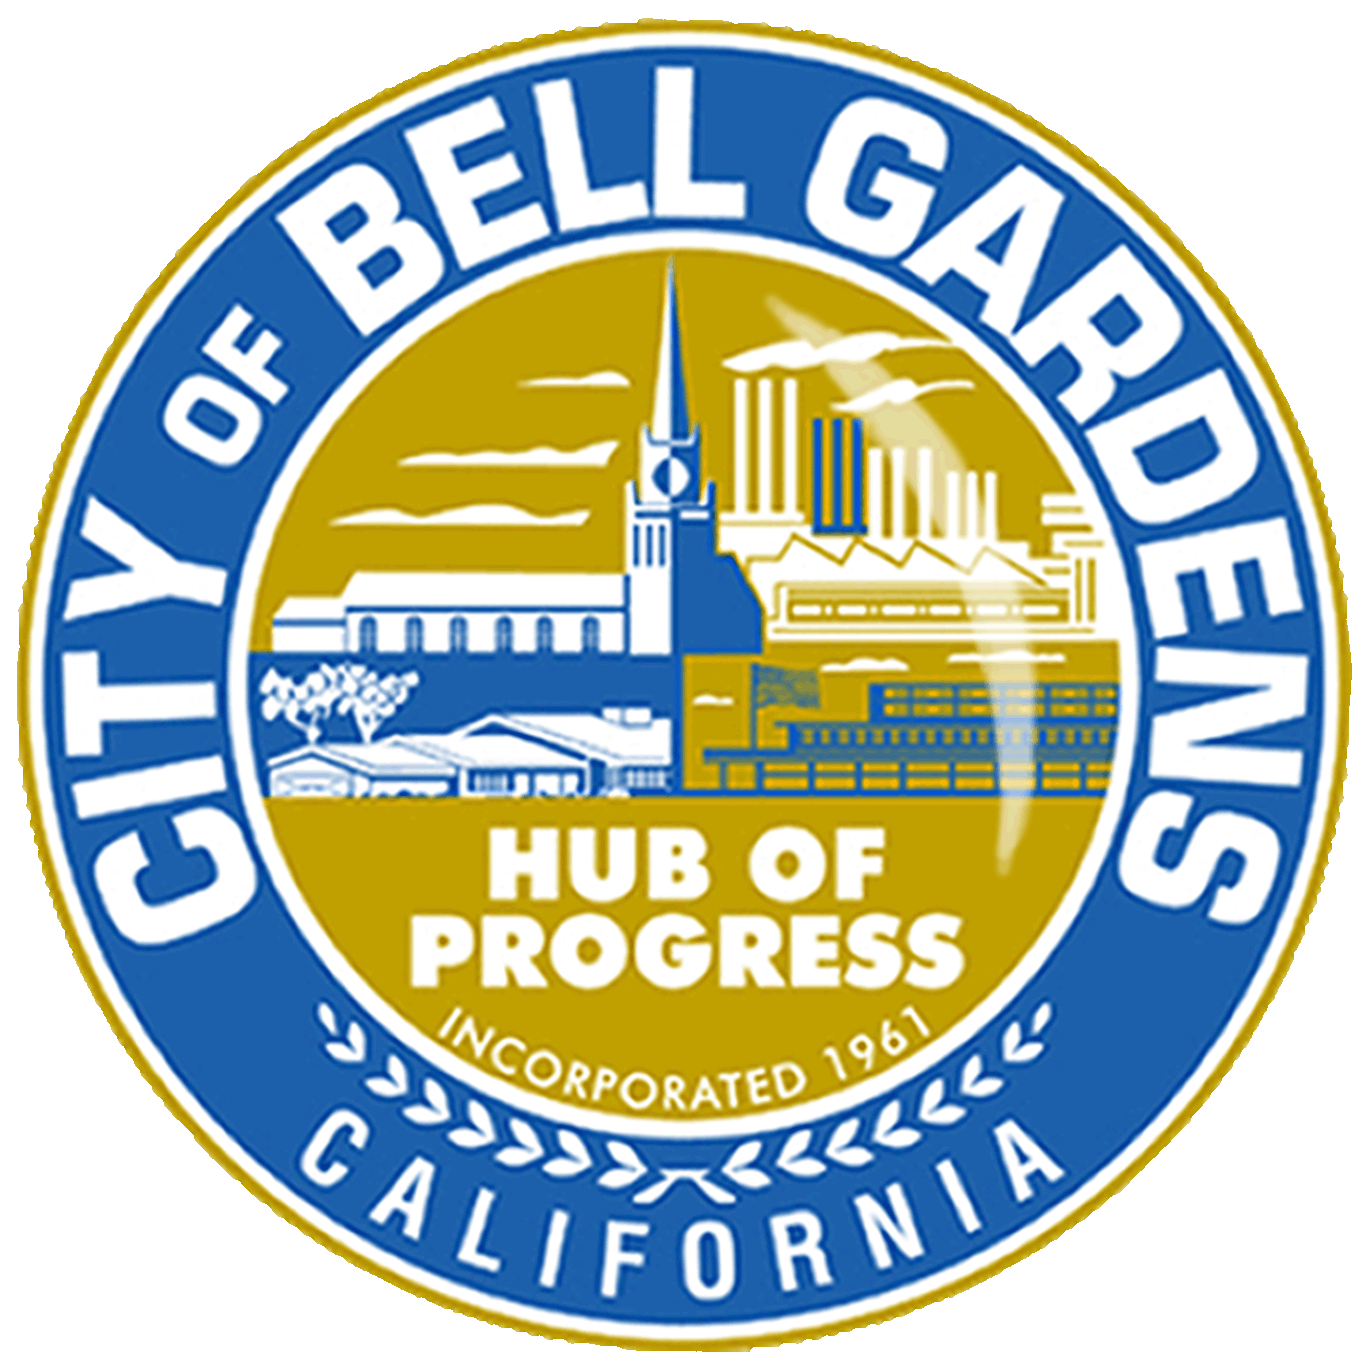 CITY OF BELL GARDENS
HUB OF
PROGRESS
INCORPORATED 1961
CALIFORNIA